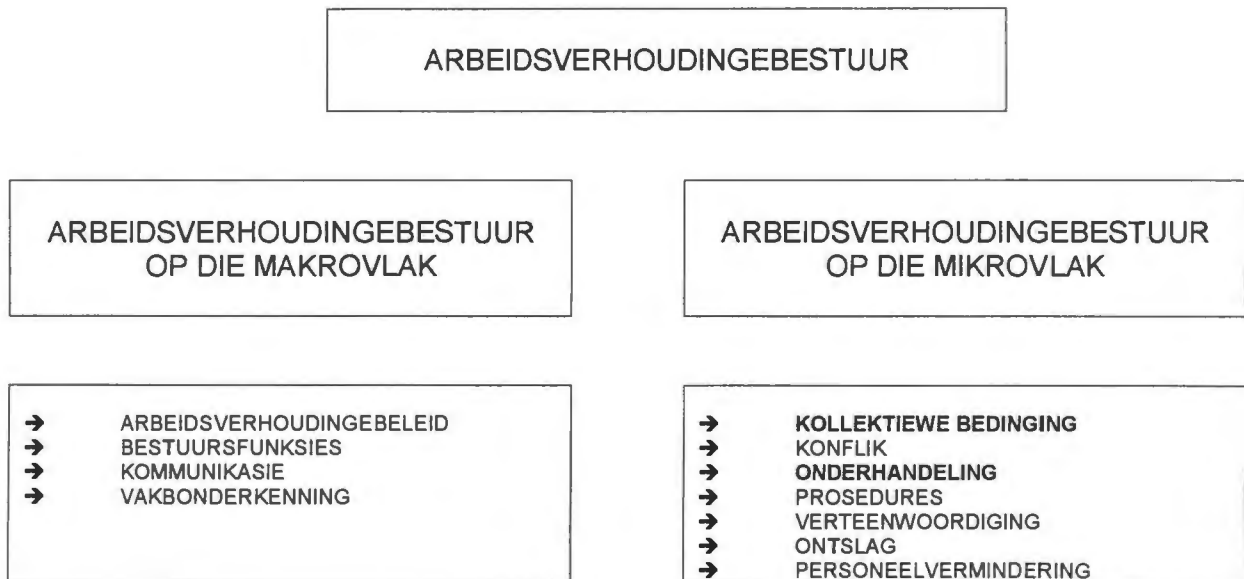 ARBEIDSVERHOUDINGEBESTUUR
ARBEIDSVERHOUDINGEBESTUUR
OP DIE MAKROVLAK
ARBEIDSVERHOUDINGEBESTUUR
OP DIE MIKROVLAK
➔ ARBEIDSVERHOUDINGEBELEID
➔ BESTUURSFUNKSIES
➔ KOMMUNIKASIE
➔ VAKBONDERKENNING
➔ KOLLEKTIEWE BEDINGING
➔ KONFLIK
➔ ONDERHANDELING
➔ PROSEDURES
➔ VERTEENWOORDIGING
➔ ONTSLAG
➔ PERSONEELVERMINDERING